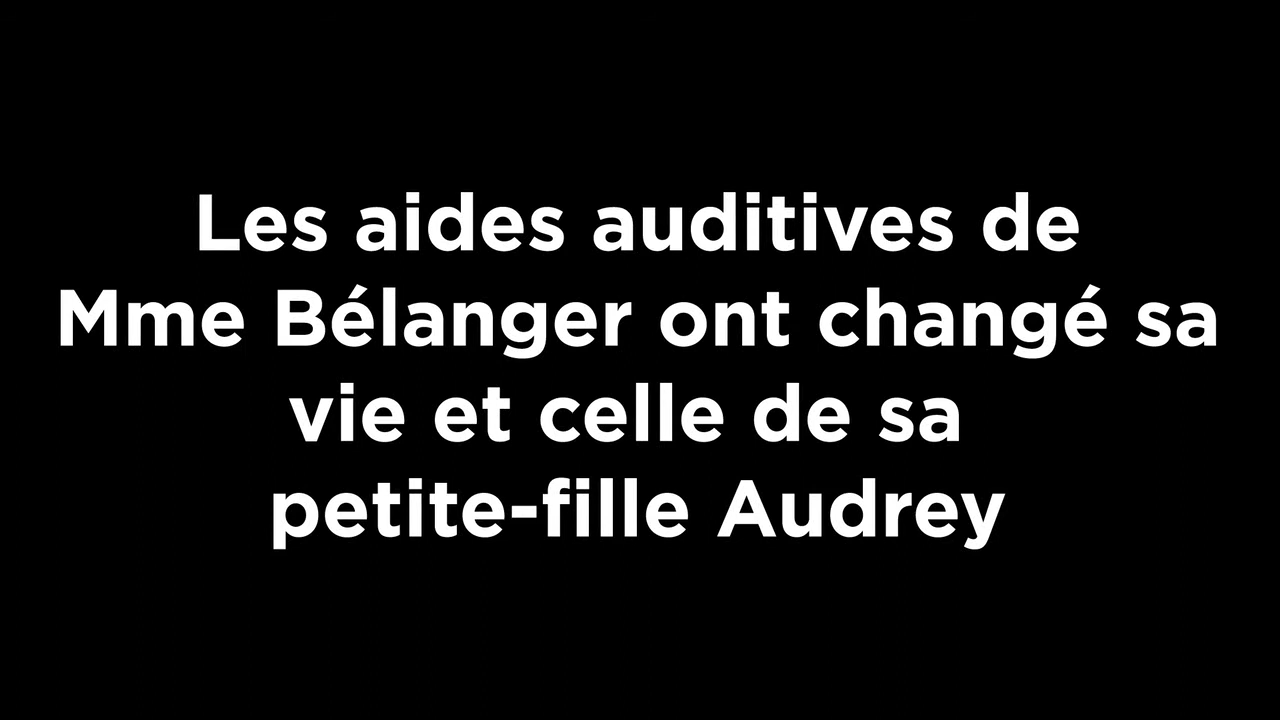 Les aides auditives de
Mme Bélanger ont changé sa
vie et celle de sa
petite-fille Audrey